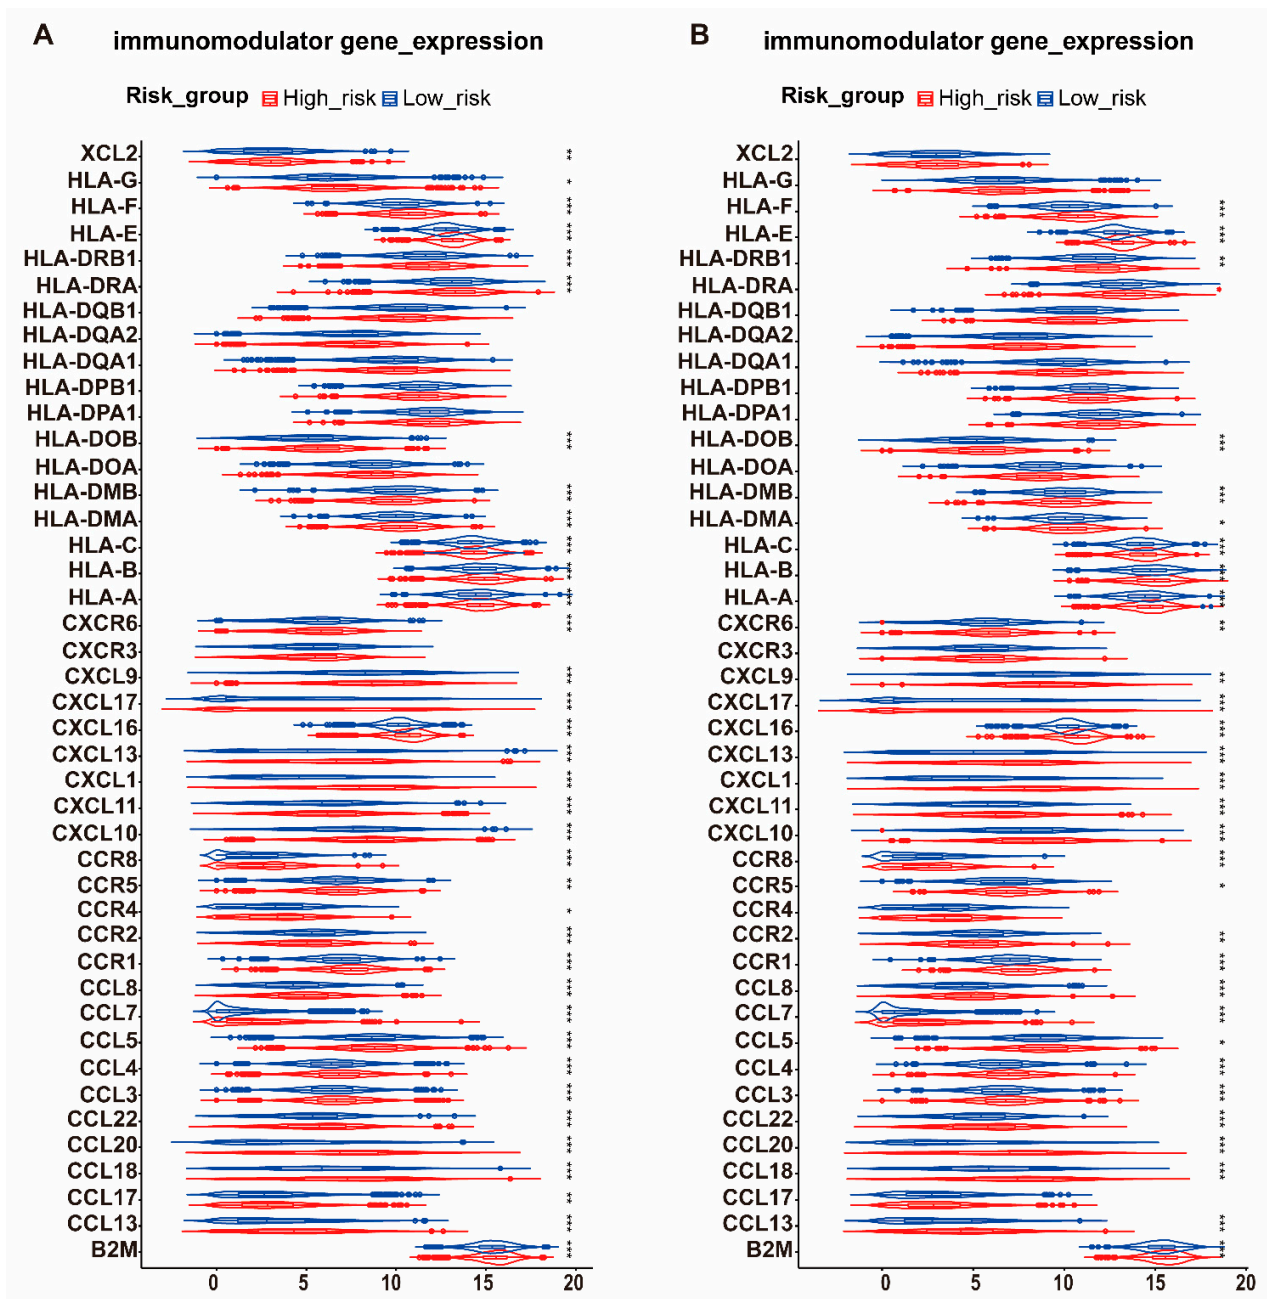 A
immunomodulator gene_expression
Risk_group High_risk Low_risk
XCL2 **
HLA-G *
HLA-F ***
HLA-E ***
HLA-DRB1 ***
HLA-DRA ***
HLA-DQB1
HLA-DQA2
HLA-DQA1
HLA-DPB1
HLA-DPA1
HLA-DOB ***
HLA-DOA
HLA-DMB ***
HLA-DMA ***
HLA-C ***
HLA-B ***
HLA-A ***
CXCR6 ***
CXCR3
CXCL9 ***
CXCL17 ***
CXCL16 ***
CXCL13 ***
CXCL1 ***
CXCL11 ***
CXCL10 ***
CCR8 ***
CCR5 **
CCR4 *
CCR2 ***
CCR1 ***
CCL8 ***
CCL7 ***
CCL5 ***
CCL4 ***
CCL3 ***
CCL22 ***
CCL20 ***
CCL18 ***
CCL17 **
CCL13 ***
B2M ***
0 5 10 15 20
B
immunomodulator gene_expression
Risk_group High_risk Low_risk
XCL2
HLA-G
HLA-F ***
HLA-E ***
HLA-DRB1 **
HLA-DRA *
HLA-DQB1
HLA-DQA2
HLA-DQA1
HLA-DPB1
HLA-DPA1
HLA-DOB ***
HLA-DOA
HLA-DMB ***
HLA-DMA *
HLA-C ***
HLA-B ***
HLA-A ***
CXCR6 **
CXCR3
CXCL9 **
CXCL17 ***
CXCL16 ***
CXCL13 ***
CXCL1 ***
CXCL11 ***
CXCL10 ***
CCR8 ***
CCR5 *
CCR4
CCR2 **
CCR1 ***
CCL8 ***
CCL7 ***
CCL5 *
CCL4 ***
CCL3 ***
CCL22 ***
CCL20 ***
CCL18 ***
CCL17
CCL13 ***
B2M ***
0 5 10 15 20